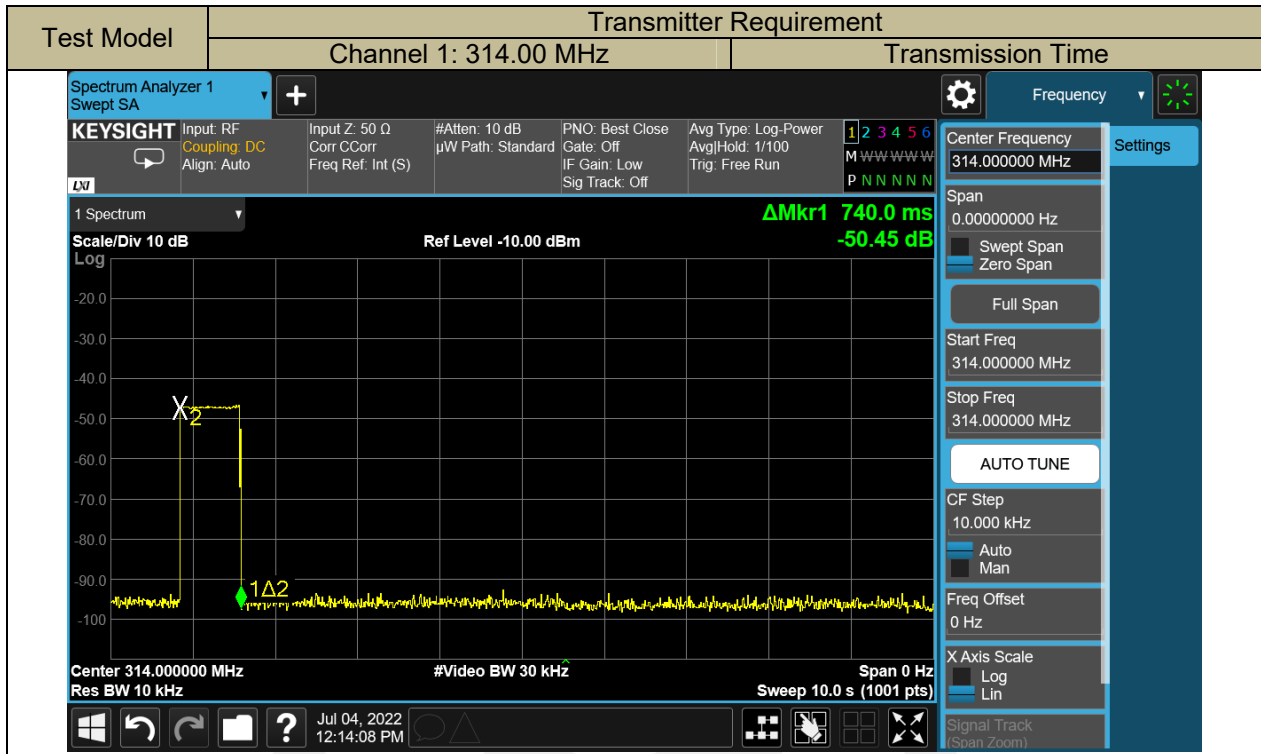 Test Model
Transmitter Requirement
Channel 1: 314.00 MHz
Transmission Time
Spectrum Analyzer 1
Swept SA
+
Frequency
KEYSIGHT
LXI
Input: RF
Coupling: DC
Align: Auto
Input Z: 50 Ω
Corr CCorr
Freq Ref: Int (S)
#Atten: 10 dB
µW Path: Standard
PNO: Best Close
Gate: Off
IF Gain: Low
Sig Track: Off
Avg Type: Log-Power
Avg|Hold: 1/100
Trig: Free Run
1 2 3 4 5 6
M W W W W W
P N N N N N
1 Spectrum
Scale/Div 10 dB
Log
Ref Level -10.00 dBm
ΔMkr1 740.0 ms
-50.45 dB
-20.0
-30.0
-40.0
-50.0
-60.0
-70.0
-80.0
-90.0
-100
X2
1Δ2
Center 314.000000 MHz
Res BW 10 kHz
#Video BW 30 kHz
Span 0 Hz
Sweep 10.0 s (1001 pts)
?
Jul 04, 2022
12:14:08 PM
Center Frequency
314.000000 MHz
Span
0.00000000 Hz
Swept Span
Zero Span
Full Span
Start Freq
314.000000 MHz
Stop Freq
314.000000 MHz
AUTO TUNE
CF Step
10.000 kHz
Auto
Man
Freq Offset
0 Hz
X Axis Scale
Log
Lin
Signal Track
(Span Zoom)
Settings